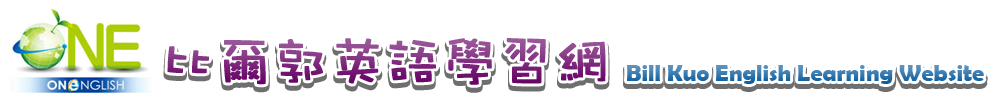 ONE
ONeNGLISH
比爾郭英語學習網 Bill Kuo English Learning Website